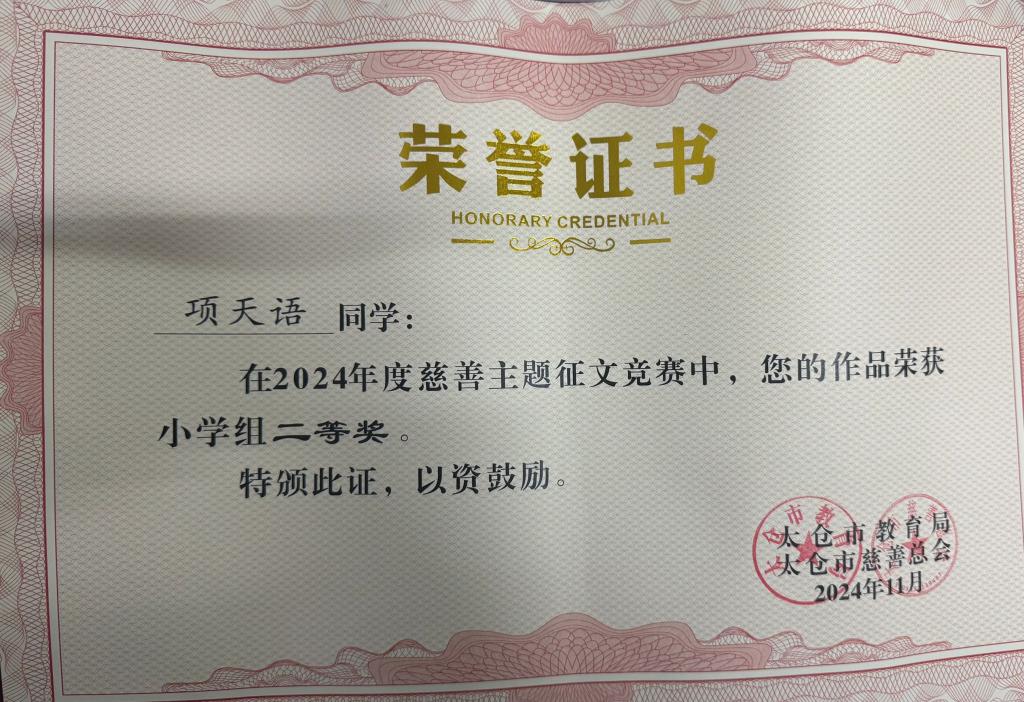 荣誉证书
HONORARY CREDENTIAL
项天语 同学：
在2024年度慈善主题征文竞赛中，您的作品荣获
小学组二等奖。
特颁此证，以资鼓励。
太仓市教育局
太仓市慈善总会
2024年11月